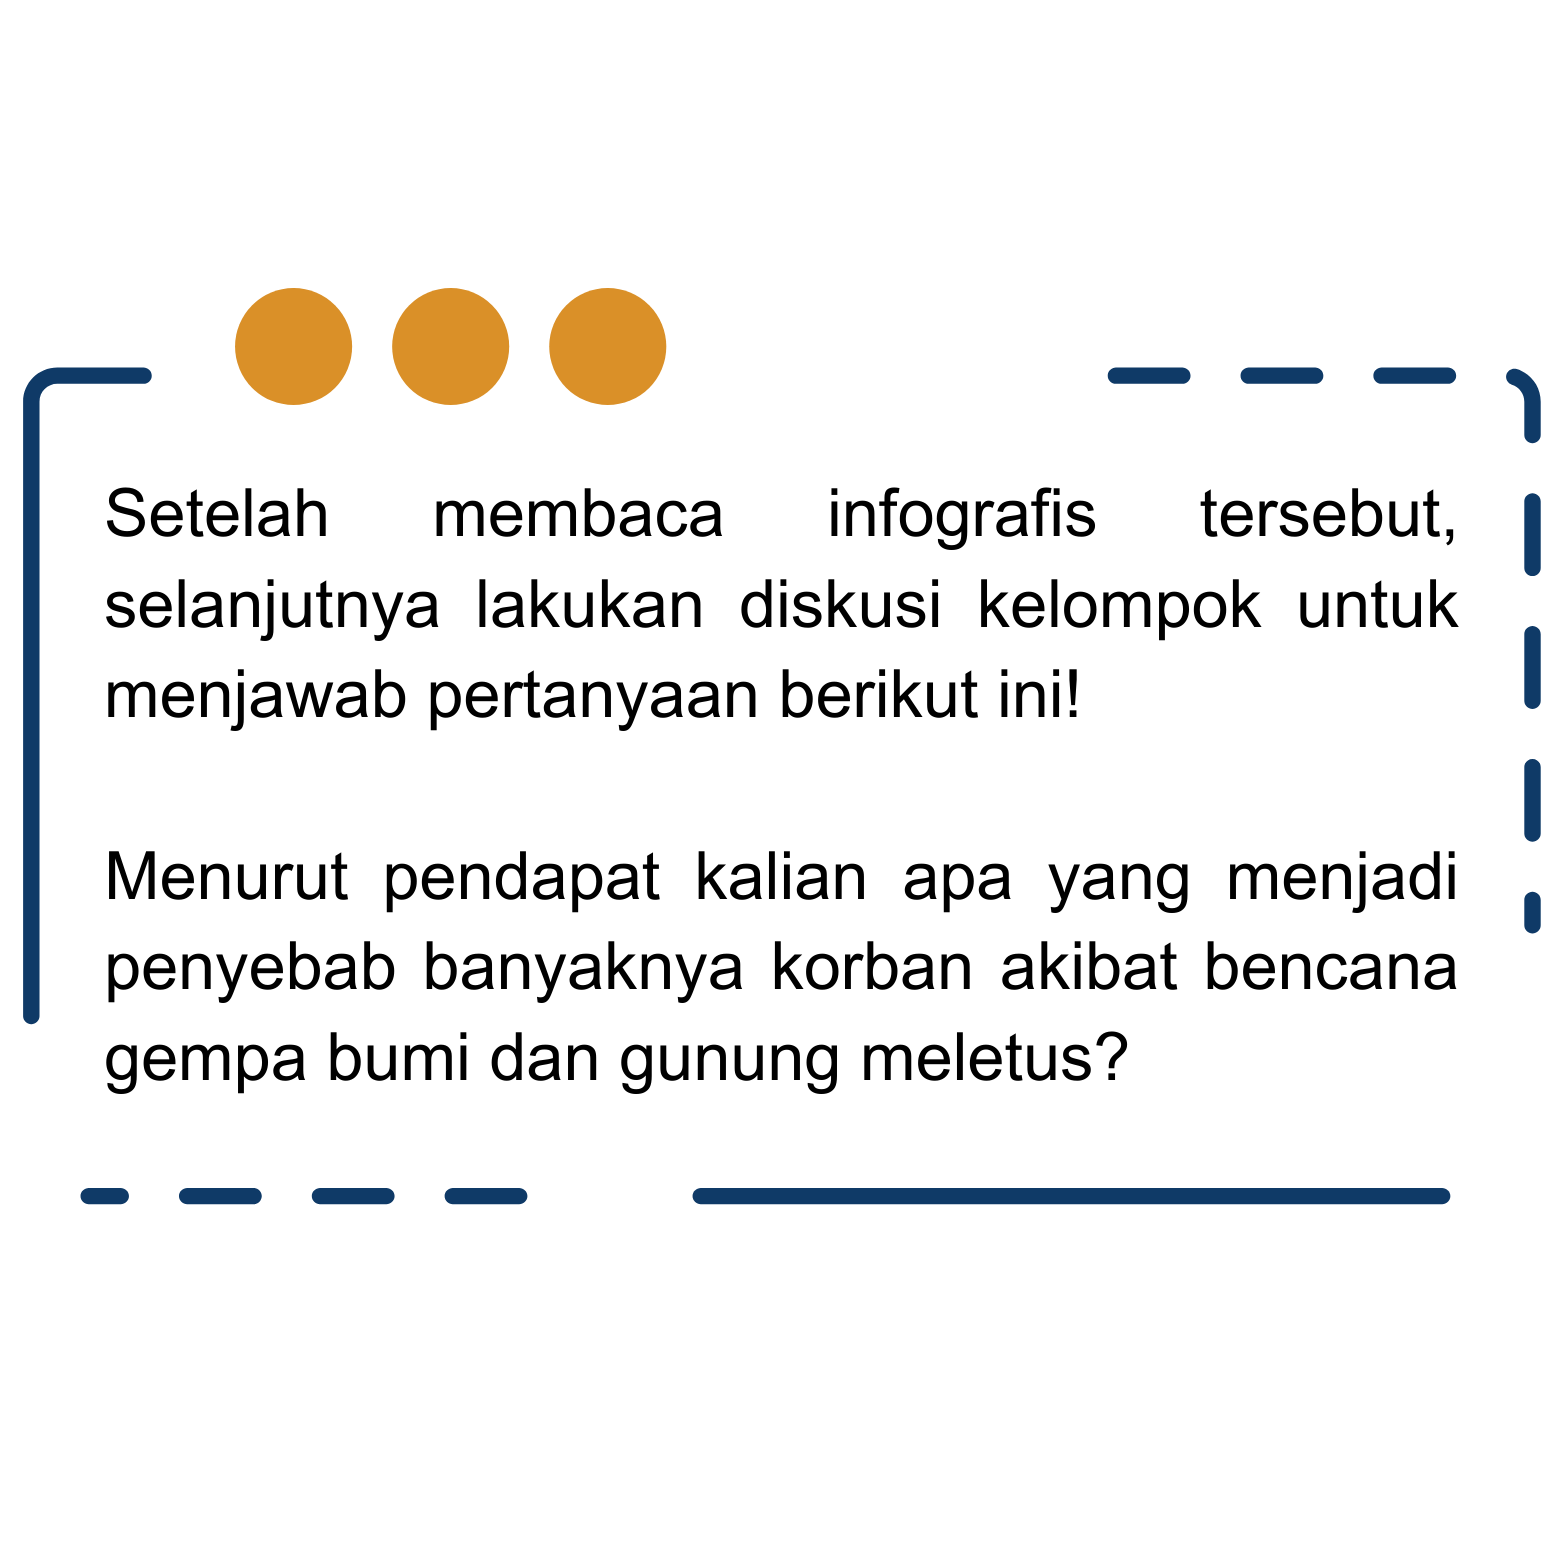 Setelah membaca infografis tersebut,
selanjutnya lakukan diskusi kelompok untuk
menjawab pertanyaan berikut ini!
Menurut pendapat kalian apa yang menjadi
penyebab banyaknya korban akibat bencana
gempa bumi dan gunung meletus?